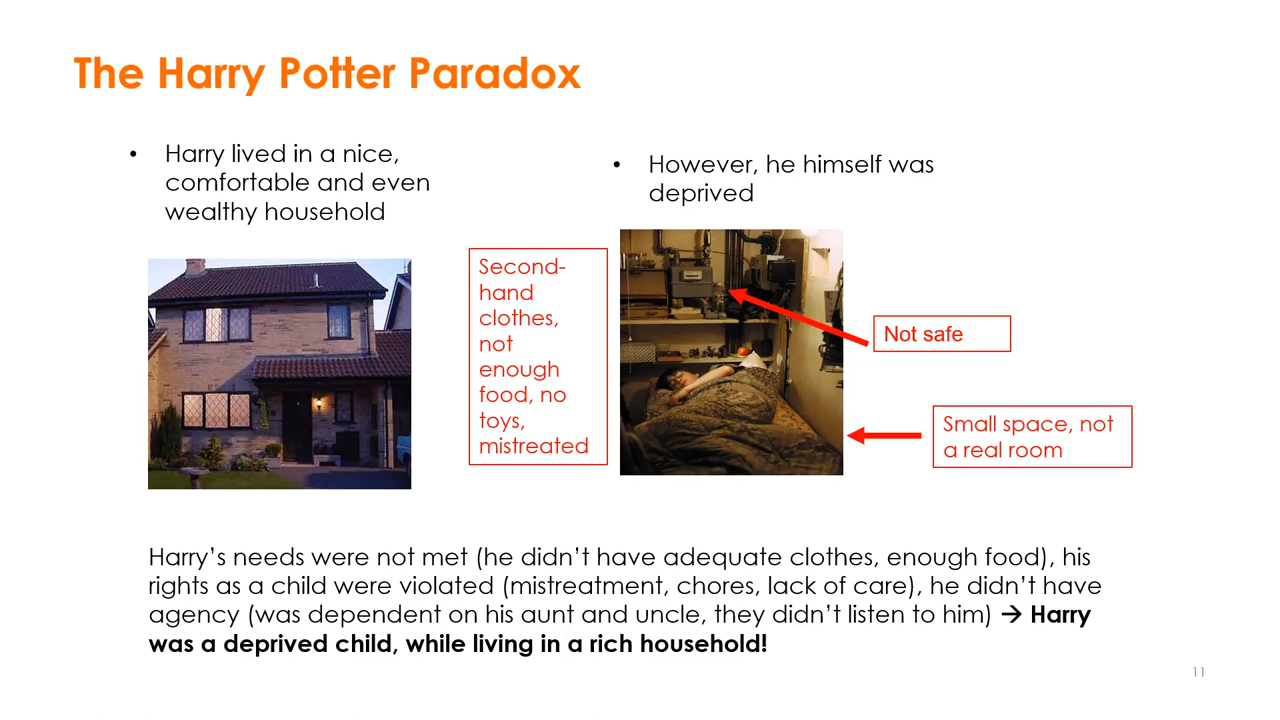 The Harry Potter Paradox
• Harry lived in a nice,
comfortable and even
wealthy household
• However, he himself was
deprived
Second-
hand
clothes,
not
enough
food, no
toys,
mistreated
Not safe
Small space, not
a real room
Harry’s needs were not met (he didn’t have adequate clothes, enough food), his
rights as a child were violated (mistreatment, chores, lack of care), he didn’t have
agency (was dependent on his aunt and uncle, they didn’t listen to him) → Harry
was a deprived child, while living in a rich household!
11